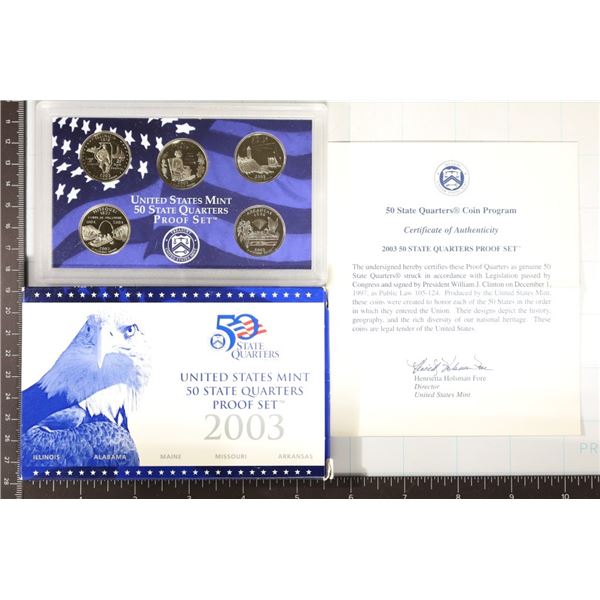 UNITED STATES MINT
50 STATE QUARTERS
PROOF SET™
50
STATE
QUARTERS
UNITED STATES MINT
50 STATE QUARTERS
PROOF SET™
2003
ILLINOIS ALABAMA MAINE MISSOURI ARKANSAS
50 State Quarters® Coin Program
Certificate of Authenticity
2003 50 STATE QUARTERS PROOF SET™
The undersigned hereby certifies these Proof Quarters as genuine 50
State Quarters® struck in accordance with Legislation passed by
Congress and signed by President William J. Clinton on December 1,
1997, as Public Law 105-124. Produced by the United States Mint,
these coins were created to honor each of the 50 States in the order
in which they entered the Union. Their designs depict the history,
geography, and the rich diversity of our national heritage. These
coins are legal tender of the United States.
Henrietta Holsman Fore
Director
United States Mint